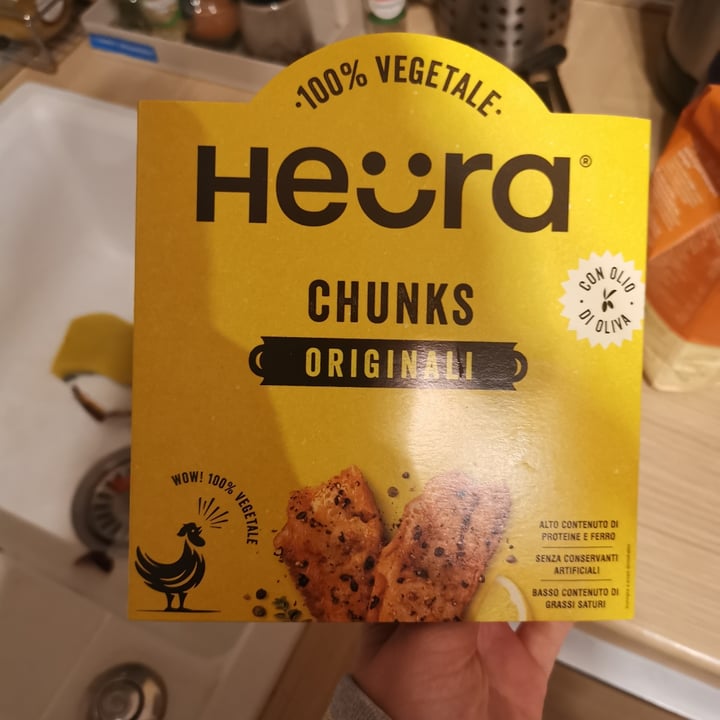 ·100% VEGETALE·
Heüra®
CHUNKS
CON OLIO
· DI OLIVA ·
ORIGINALI
WOW! 100% VEGETALE
ALTO CONTENUTO DI
PROTEINE E FERRO
SENZA CONSERVANTI
ARTIFICIALI
BASSO CONTENUTO DI
GRASSI SATURI